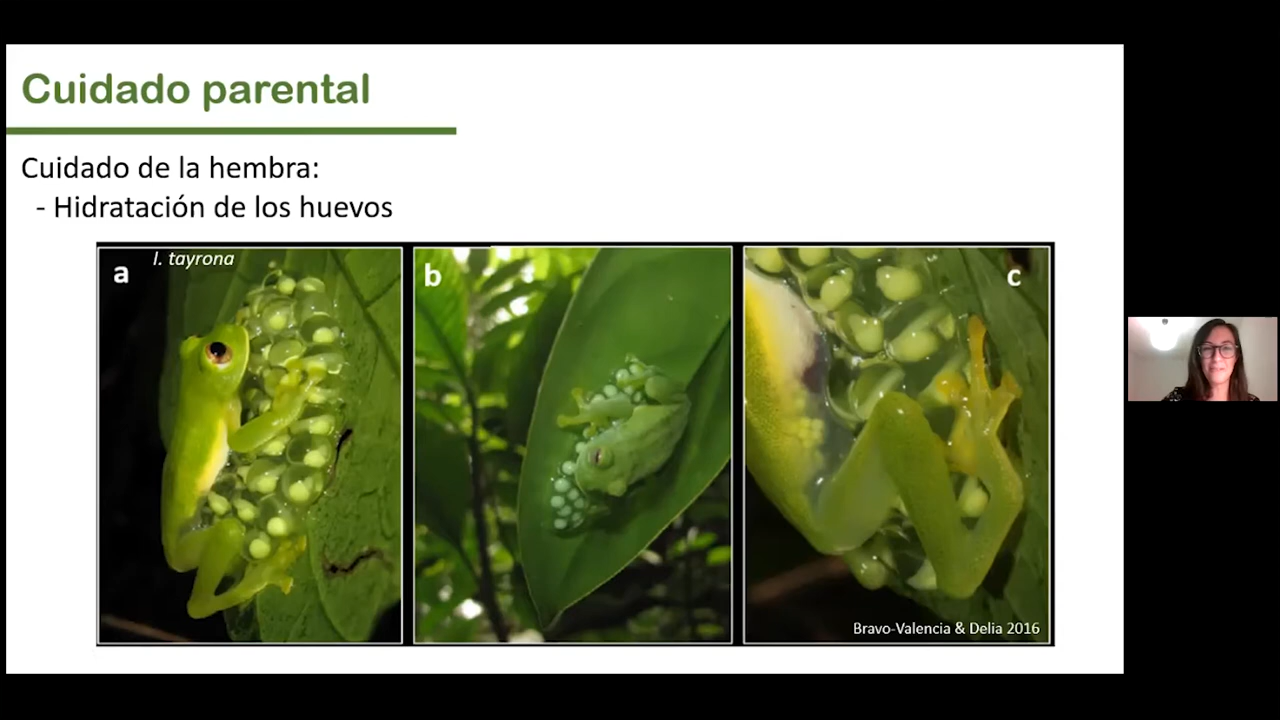 Cuidado parental
Cuidado de la hembra:
- Hidratación de los huevos
a
I. tayrona
b
c
Bravo-Valencia & Delia 2016